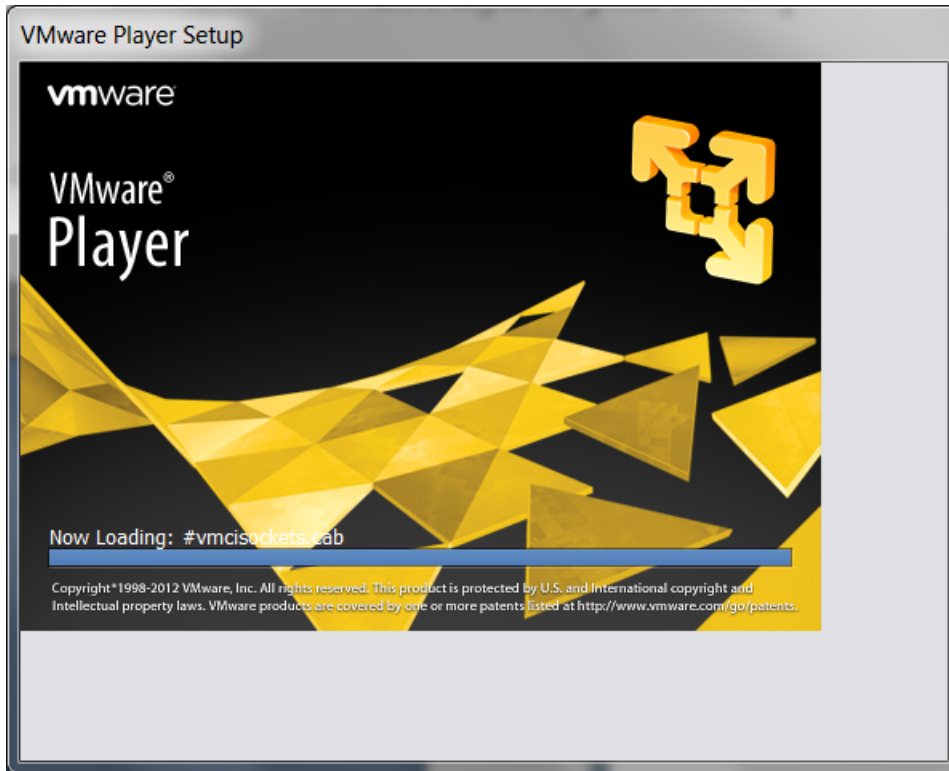 VMware Player Setup
vmware
VMware®
Player
Now Loading: #vmcisockets.cab
Copyright©1998-2012 VMware, Inc. All rights reserved. This product is protected by U.S. and International copyright and
Intellectual property laws. VMware products are covered by one or more patents listed at http://www.vmware.com/go/patents.